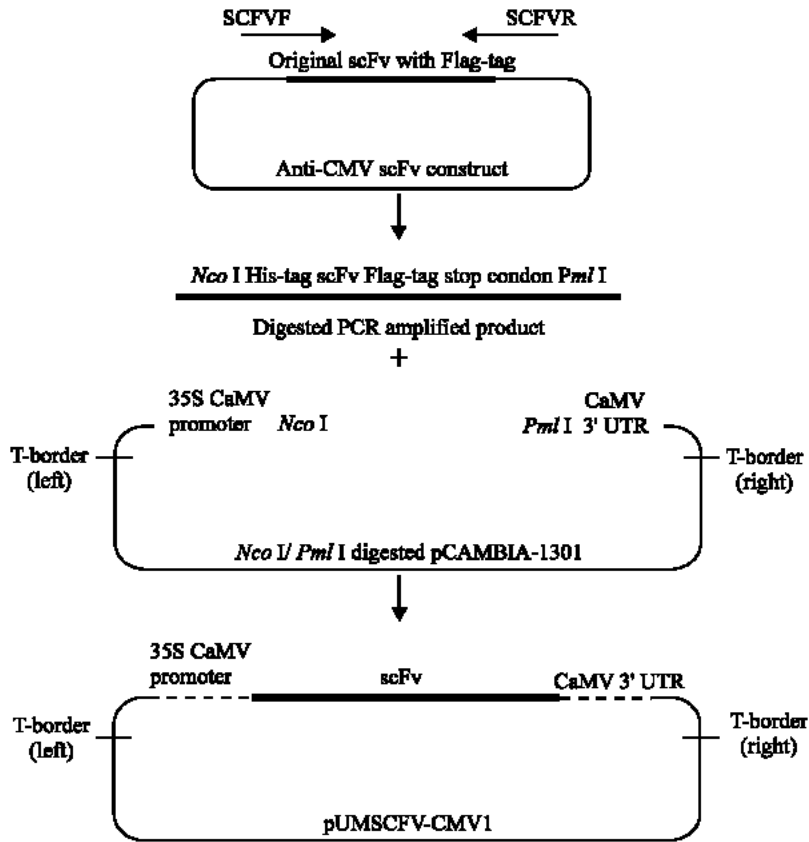 SCFVF
SCFVR
Original scFv with Flag-tag
Anti-CMV scFv construct
Nco I His-tag scFv Flag-tag stop condon Pml I
Digested PCR amplified product
+
35S CaMV
promoter Nco I
CaMV
Pml I 3' UTR
T-border
(left)
T-border
(right)
Nco I/ Pml I digested pCAMBIA-1301
35S CaMV
promoter
scFv
CaMV 3' UTR
T-border
(left)
T-border
(right)
pUMSCFV-CMV1